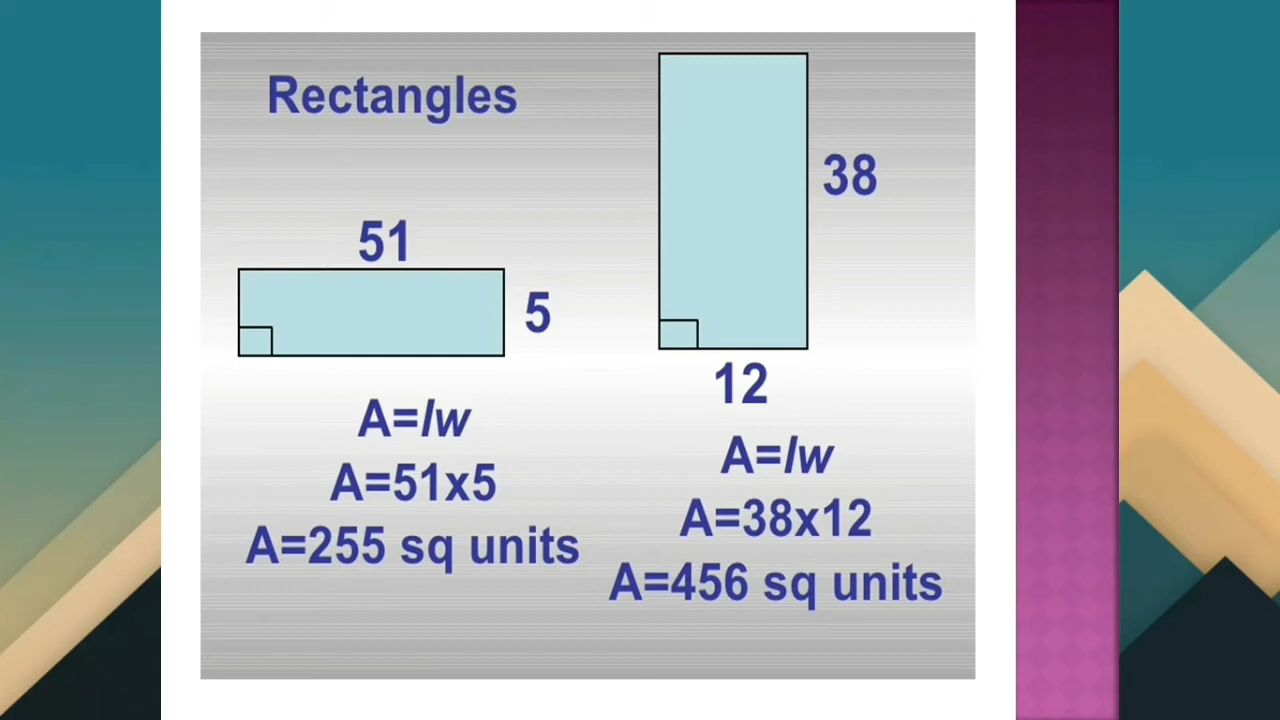 Rectangles
51
5
A=lw
A=51x5
A=255 sq units
38
12
A=lw
A=38x12
A=456 sq units